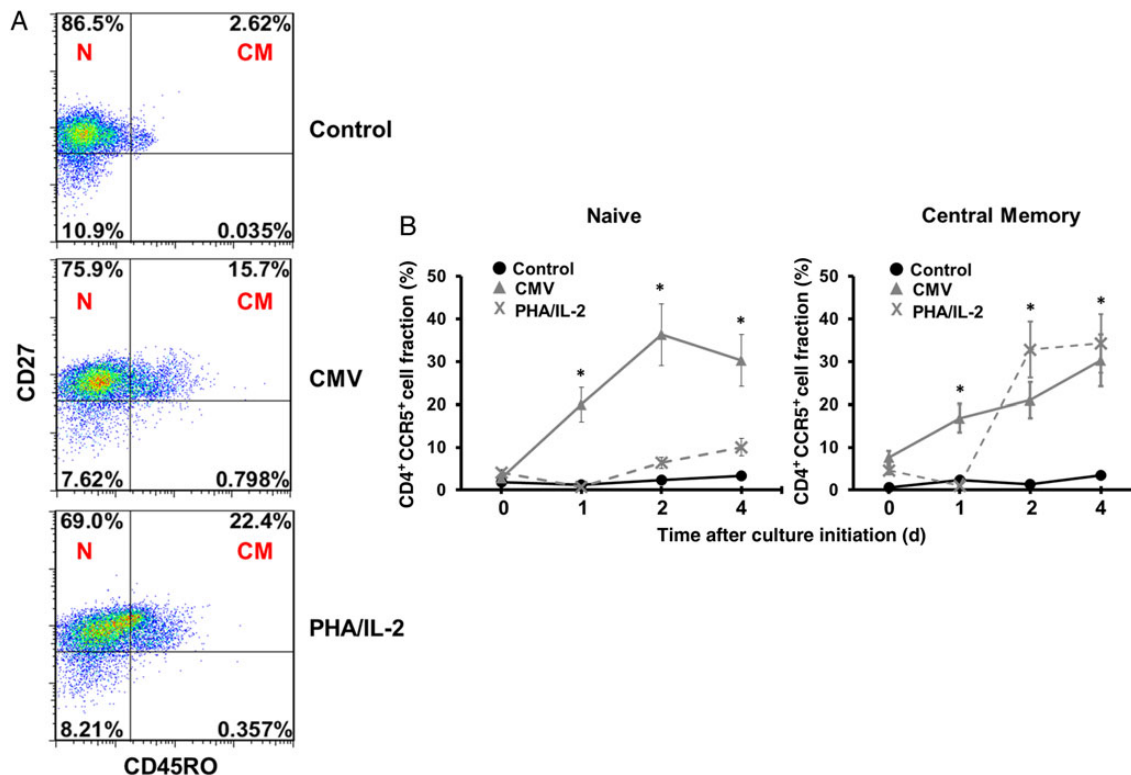 A
86.5% 2.62%
N CM
Control
10.9% 0.035%
75.9% 15.7%
N CM
CMV
7.62% 0.798%
69.0% 22.4%
N CM
PHA/IL-2
8.21% 0.357%
CD27
CD45RO
B
Naive
CD4⁺ CCR5⁺ cell fraction (%)
50
40
30
20
10
0
Control
CMV
PHA/IL-2
* * *
0 1 2 4
Central Memory
CD4⁺ CCR5⁺ cell fraction (%)
50
40
30
20
10
0
Control
CMV
PHA/IL-2
* * *
0 1 2 4
Time after culture initiation (d)